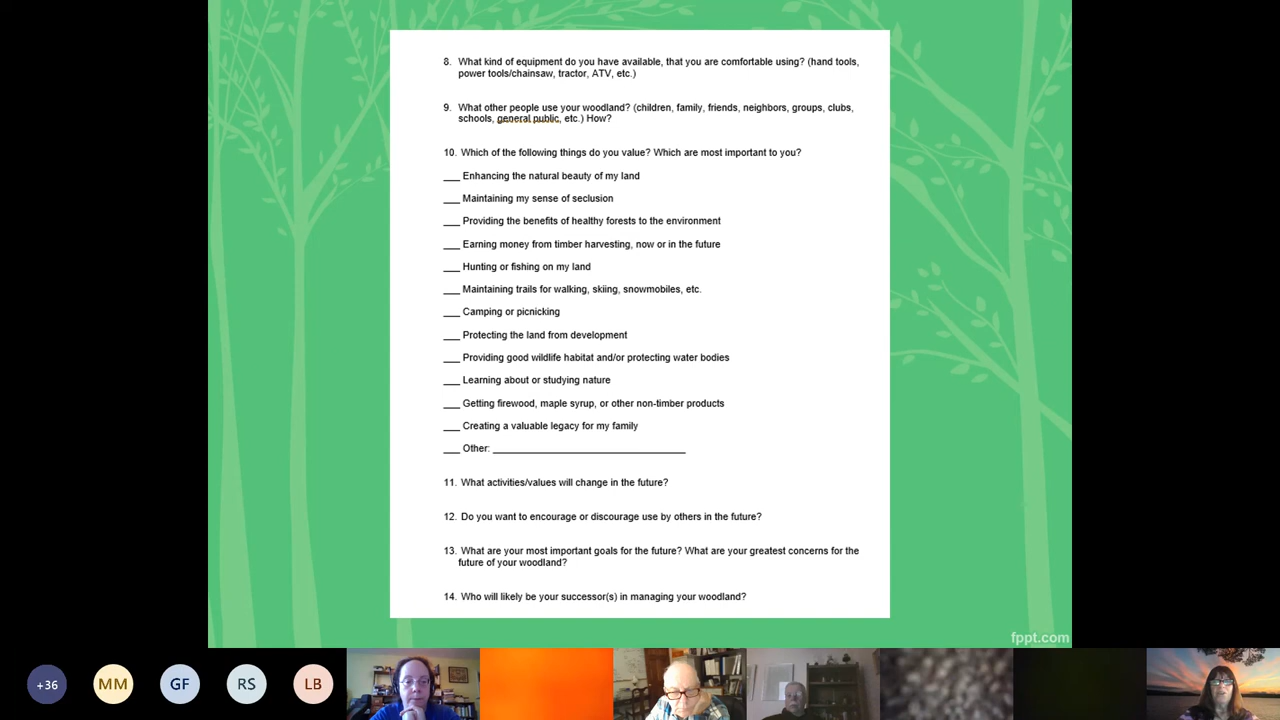 8. What kind of equipment do you have available, that you are comfortable using? (hand tools,
power tools/chainsaw, tractor, ATV, etc.)
9. What other people use your woodland? (children, family, friends, neighbors, groups, clubs,
schools, general public, etc.) How?
10. Which of the following things do you value? Which are most important to you?
___ Enhancing the natural beauty of my land
___ Maintaining my sense of seclusion
___ Providing the benefits of healthy forests to the environment
___ Earning money from timber harvesting, now or in the future
___ Hunting or fishing on my land
___ Maintaining trails for walking, skiing, snowmobiles, etc.
___ Camping or picnicking
___ Protecting the land from development
___ Providing good wildlife habitat and/or protecting water bodies
___ Learning about or studying nature
___ Getting firewood, maple syrup, or other non-timber products
___ Creating a valuable legacy for my family
___ Other: ___________________________________
11. What activities/values will change in the future?
12. Do you want to encourage or discourage use by others in the future?
13. What are your most important goals for the future? What are your greatest concerns for the
future of your woodland?
14. Who will likely be your successor(s) in managing your woodland?
fppt.com
+36 MM GF RS LB